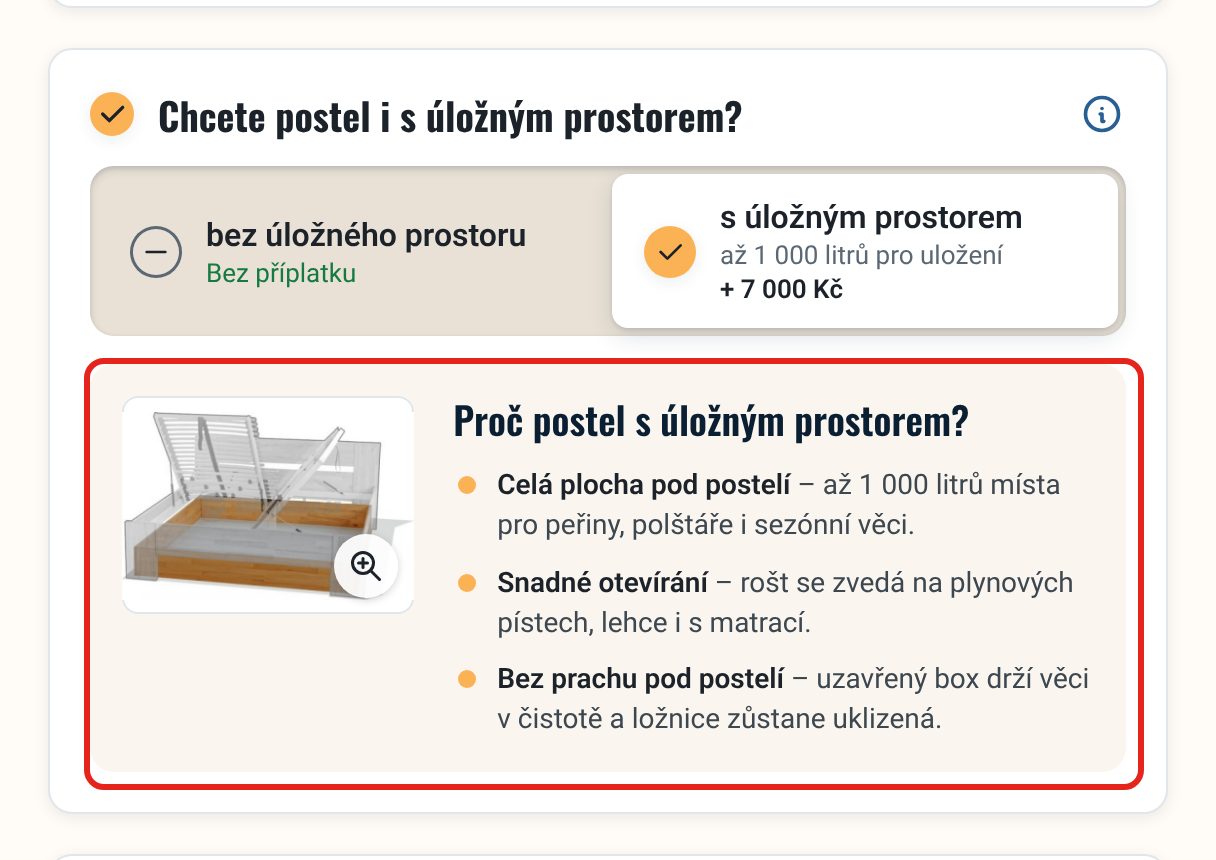 Chcete postel i s úložným prostorem?
bez úložného prostoru
Bez příplatku
s úložným prostorem
až 1 000 litrů pro uložení
+ 7 000 Kč
Proč postel s úložným prostorem?
Celá plocha pod postelí – až 1 000 litrů místa
pro peřiny, polštáře i sezónní věci.
Snadné otevírání – rošt se zvedá na plynových
pístech, lehce i s matrací.
Bez prachu pod postelí – uzavřený box drží věci
v čistotě a ložnice zůstane uklizená.